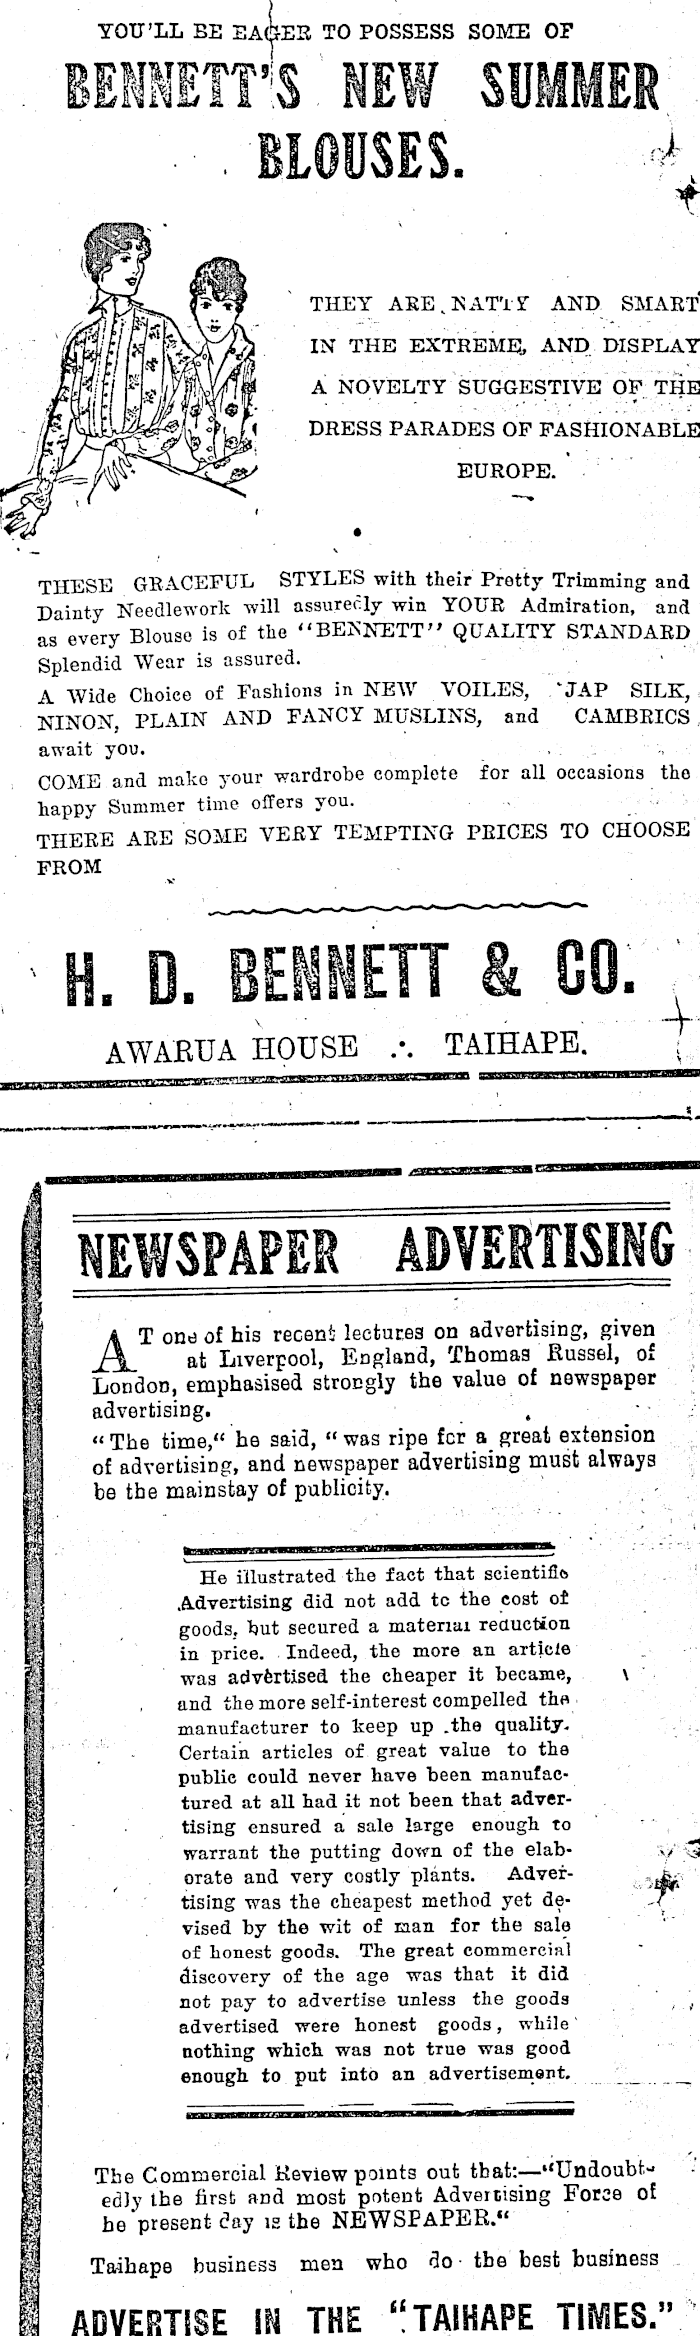 YOU'LL BE EAGER TO POSSESS SOME OF
BENNETT'S NEW SUMMER
BLOUSES.
THEY ARE NATTY AND SMART
IN THE EXTREME, AND DISPLAY
A NOVELTY SUGGESTIVE OF THE
DRESS PARADES OF FASHIONABLE
EUROPE.
THESE GRACEFUL STYLES with their Pretty Trimming and
Dainty Needlework will assuredly win YOUR Admiration, and
as every Blouse is of the "BENNETT" QUALITY STANDARD
Splendid Wear is assured.
A Wide Choice of Fashions in NEW VOILES, 'JAP SILK,
NINON, PLAIN AND FANCY MUSLINS, and CAMBRICS
await you.
COME and make your wardrobe complete for all occasions the
happy Summer time offers you.
THERE ARE SOME VERY TEMPTING PRICES TO CHOOSE
FROM
H. D. BENNETT & CO.
AWARUA HOUSE ∴ TAIHAPE.
NEWSPAPER ADVERTISING
AT one of his recent lectures on advertising, given
at Liverpool, England, Thomas Russel, of
London, emphasised strongly the value of newspaper
advertising.
"The time," he said, "was ripe for a great extension
of advertising, and newspaper advertising must always
be the mainstay of publicity.
He illustrated the fact that scientific
Advertising did not add to the cost of
goods, but secured a material reduction
in price. Indeed, the more an article
was advertised the cheaper it became,
and the more self-interest compelled the
manufacturer to keep up the quality.
Certain articles of great value to the
public could never have been manufac-
tured at all had it not been that adver-
tising ensured a sale large enough to
warrant the putting down of the elab-
orate and very costly plants. Adver-
tising was the cheapest method yet de-
vised by the wit of man for the sale
of honest goods. The great commercial
discovery of the age was that it did
not pay to advertise unless the goods
advertised were honest goods, while
nothing which was not true was good
enough to put into an advertisement.
The Commercial Review points out that:—"Undoubt-
edly the first and most potent Advertising Force of
he present day is the NEWSPAPER."
Taihape business men who do the best business
ADVERTISE IN THE "TAIHAPE TIMES."